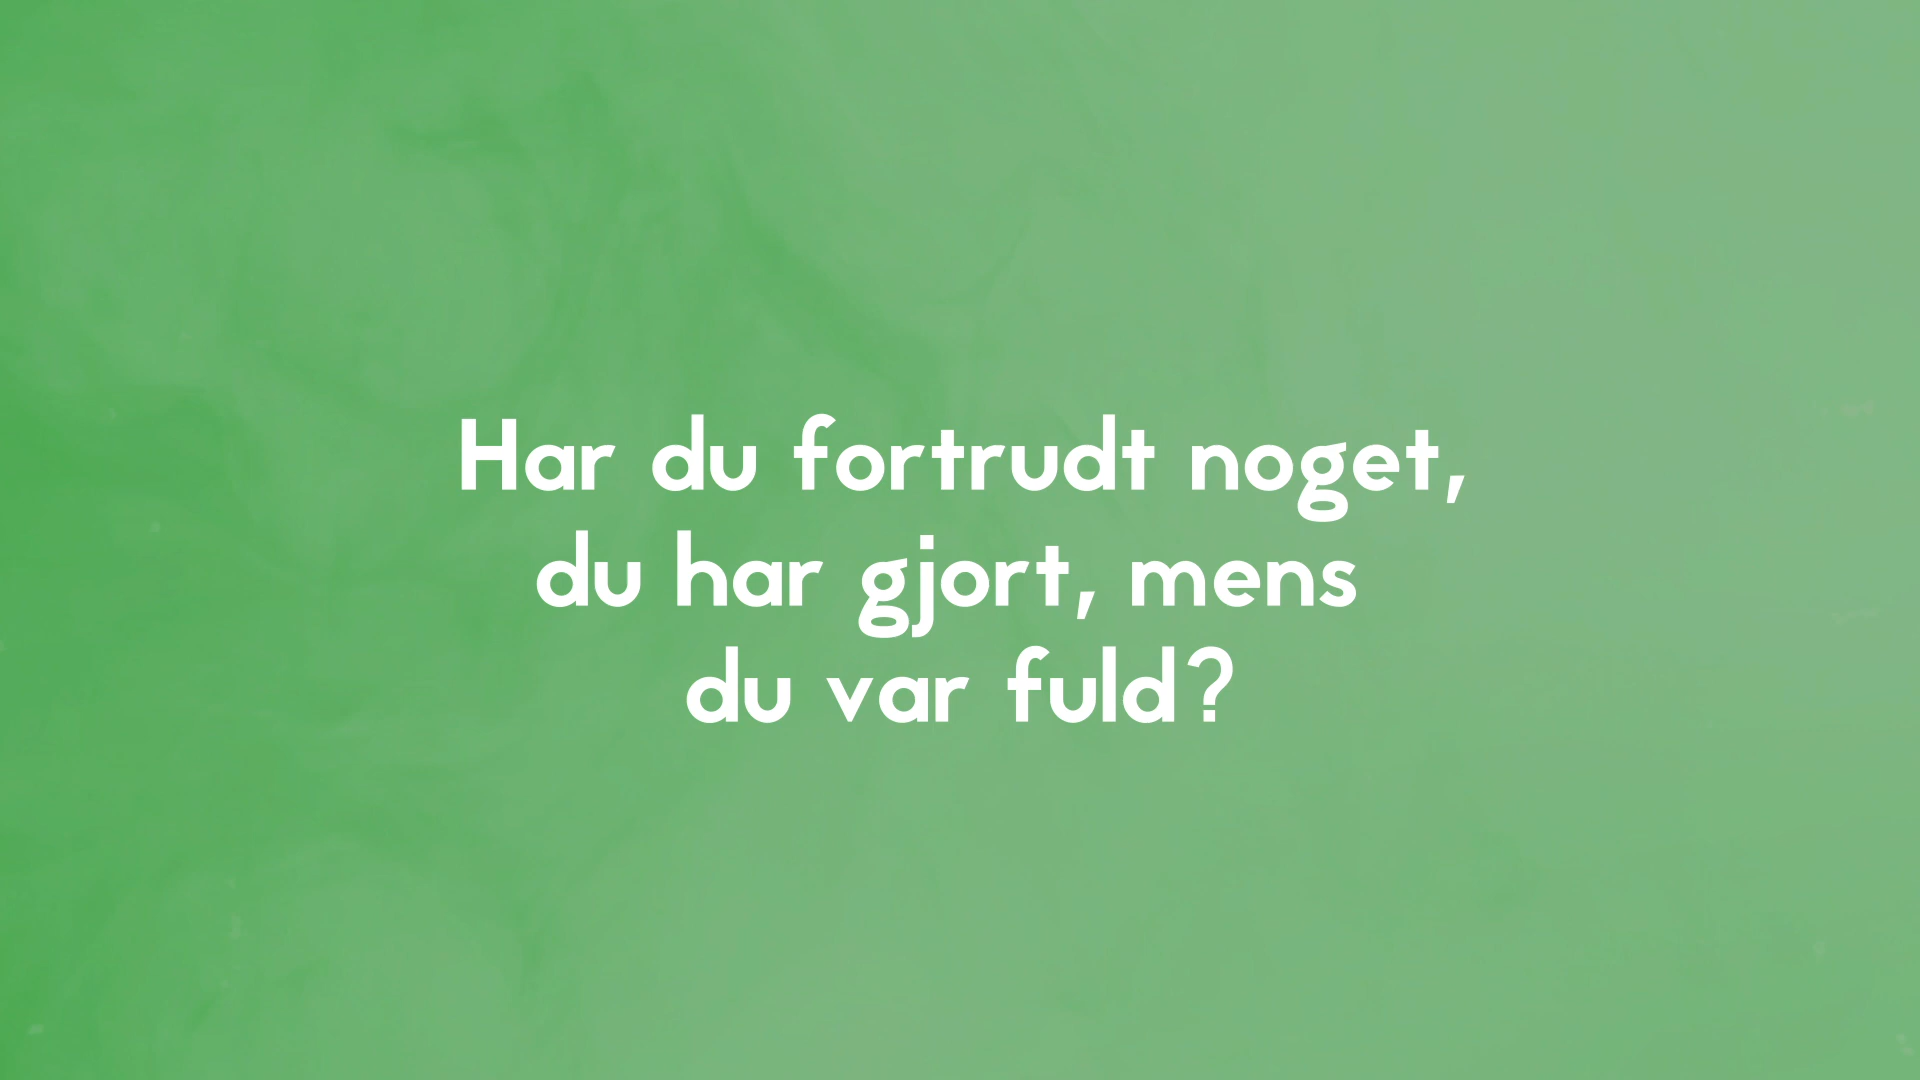 Har du fortrudt noget,
du har gjort, mens
du var fuld?